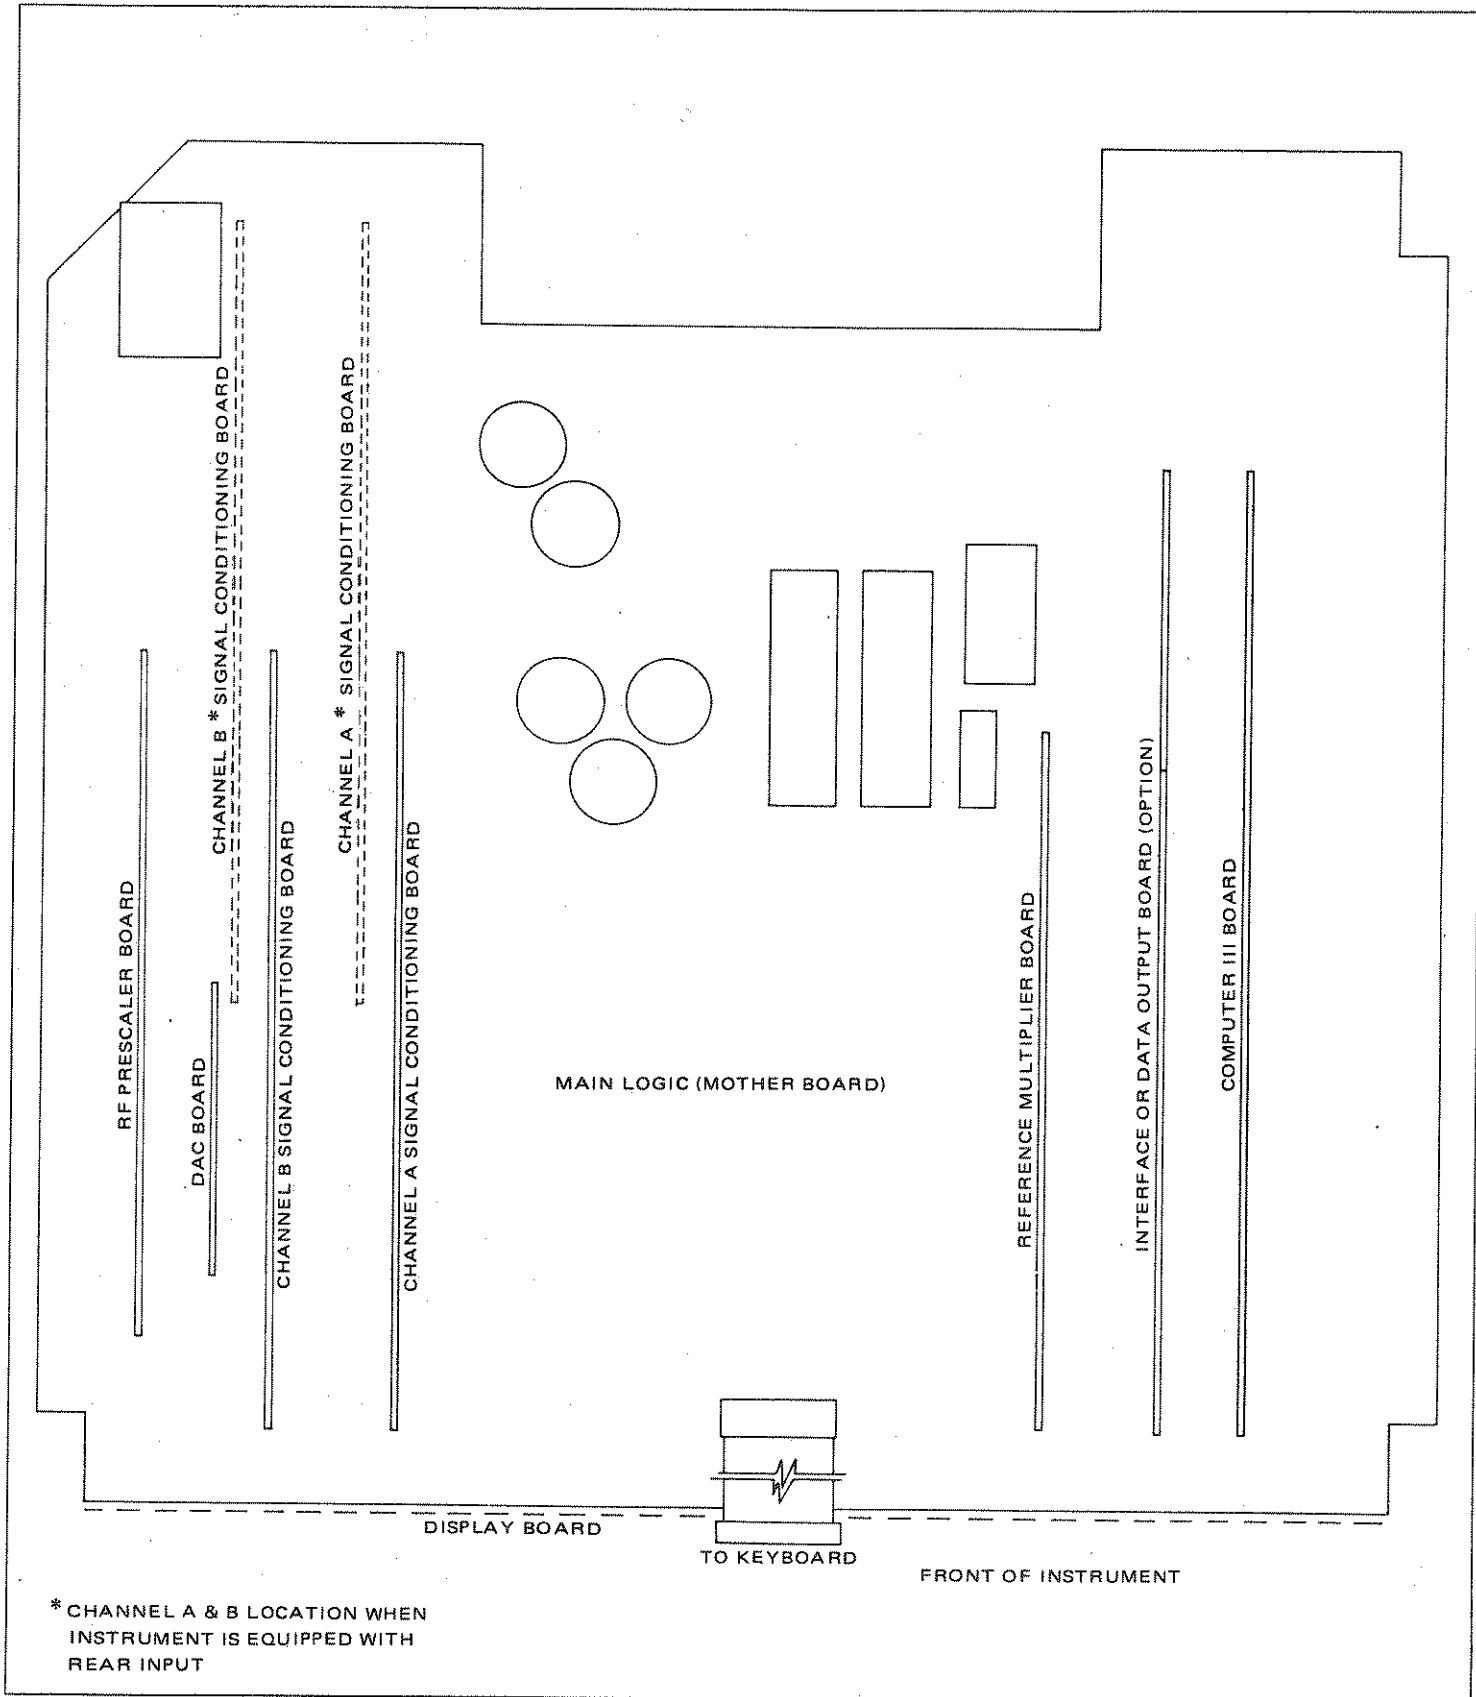 CHANNEL B * SIGNAL CONDITIONING BOARD
CHANNEL A * SIGNAL CONDITIONING BOARD
RF PRESCALER BOARD
DAC BOARD
CHANNEL B SIGNAL CONDITIONING BOARD
CHANNEL A SIGNAL CONDITIONING BOARD
MAIN LOGIC (MOTHER BOARD)
REFERENCE MULTIPLIER BOARD
INTERFACE OR DATA OUTPUT BOARD (OPTION)
COMPUTER III BOARD
DISPLAY BOARD
TO KEYBOARD
FRONT OF INSTRUMENT
* CHANNEL A & B LOCATION WHEN
INSTRUMENT IS EQUIPPED WITH
REAR INPUT